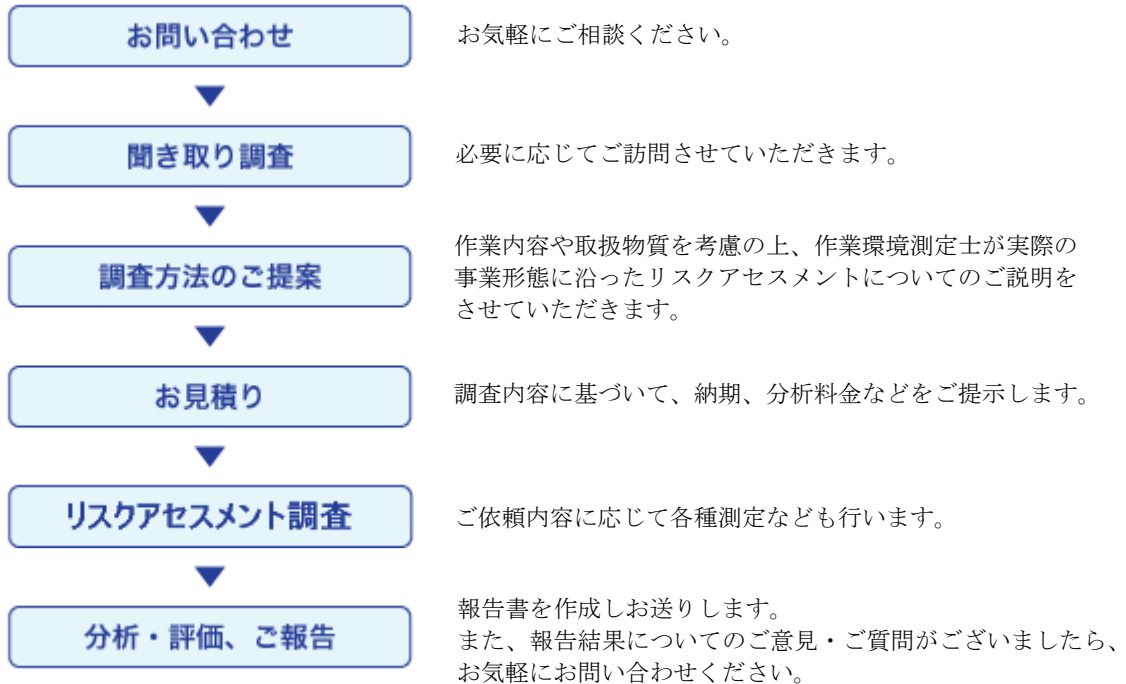 お問い合わせ
お気軽にご相談ください。
聞き取り調査
必要に応じてご訪問させていただきます。
調査方法のご提案
作業内容や取扱物質を考慮の上、作業環境測定士が実際の
事業形態に沿ったリスクアセスメントについてのご説明を
させていただきます。
お見積り
調査内容に基づいて、納期、分析料金などをご提示します。
リスクアセスメント調査
ご依頼内容に応じて各種測定なども行います。
分析・評価、ご報告
報告書を作成しお送りします。
また、報告結果についてのご意見・ご質問がございましたら、
お気軽にお問い合わせください。